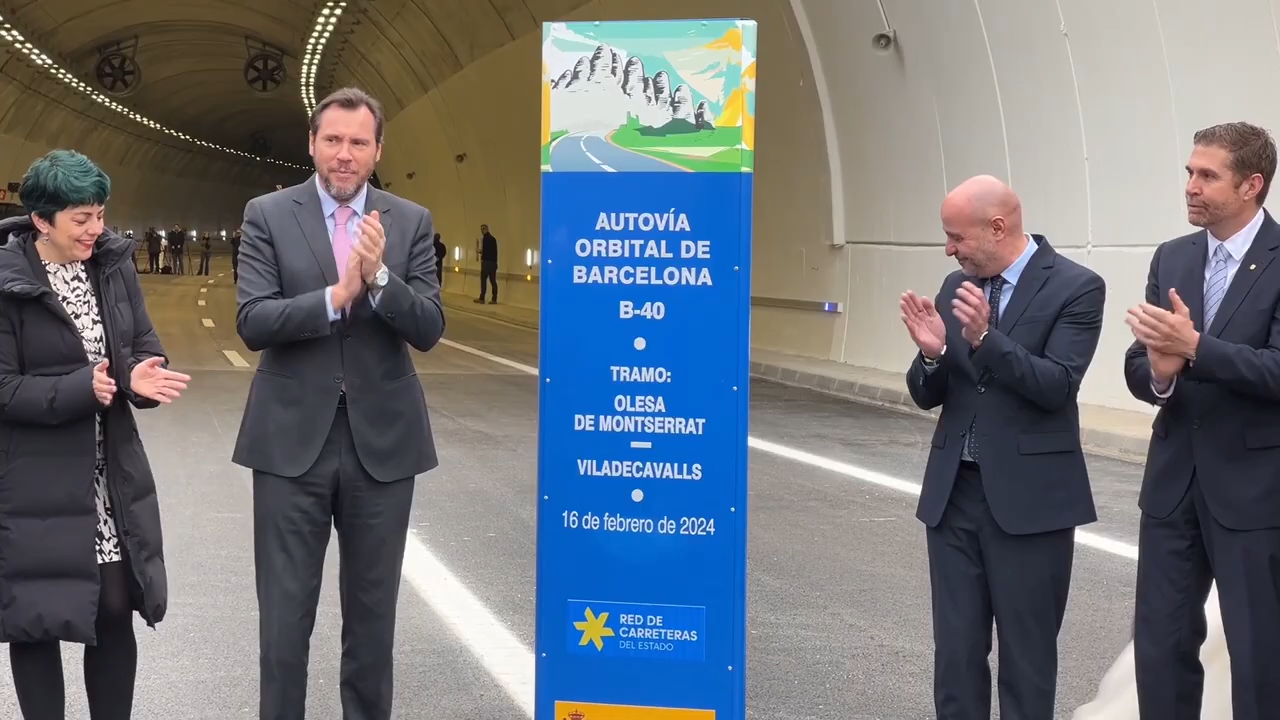 AUTOVÍA
ORBITAL DE
BARCELONA
B-40
TRAMO:
OLESA
DE MONTSERRAT
VILADECAVALLS
16 de febrero de 2024
RED DE
CARRETERAS
DEL ESTADO